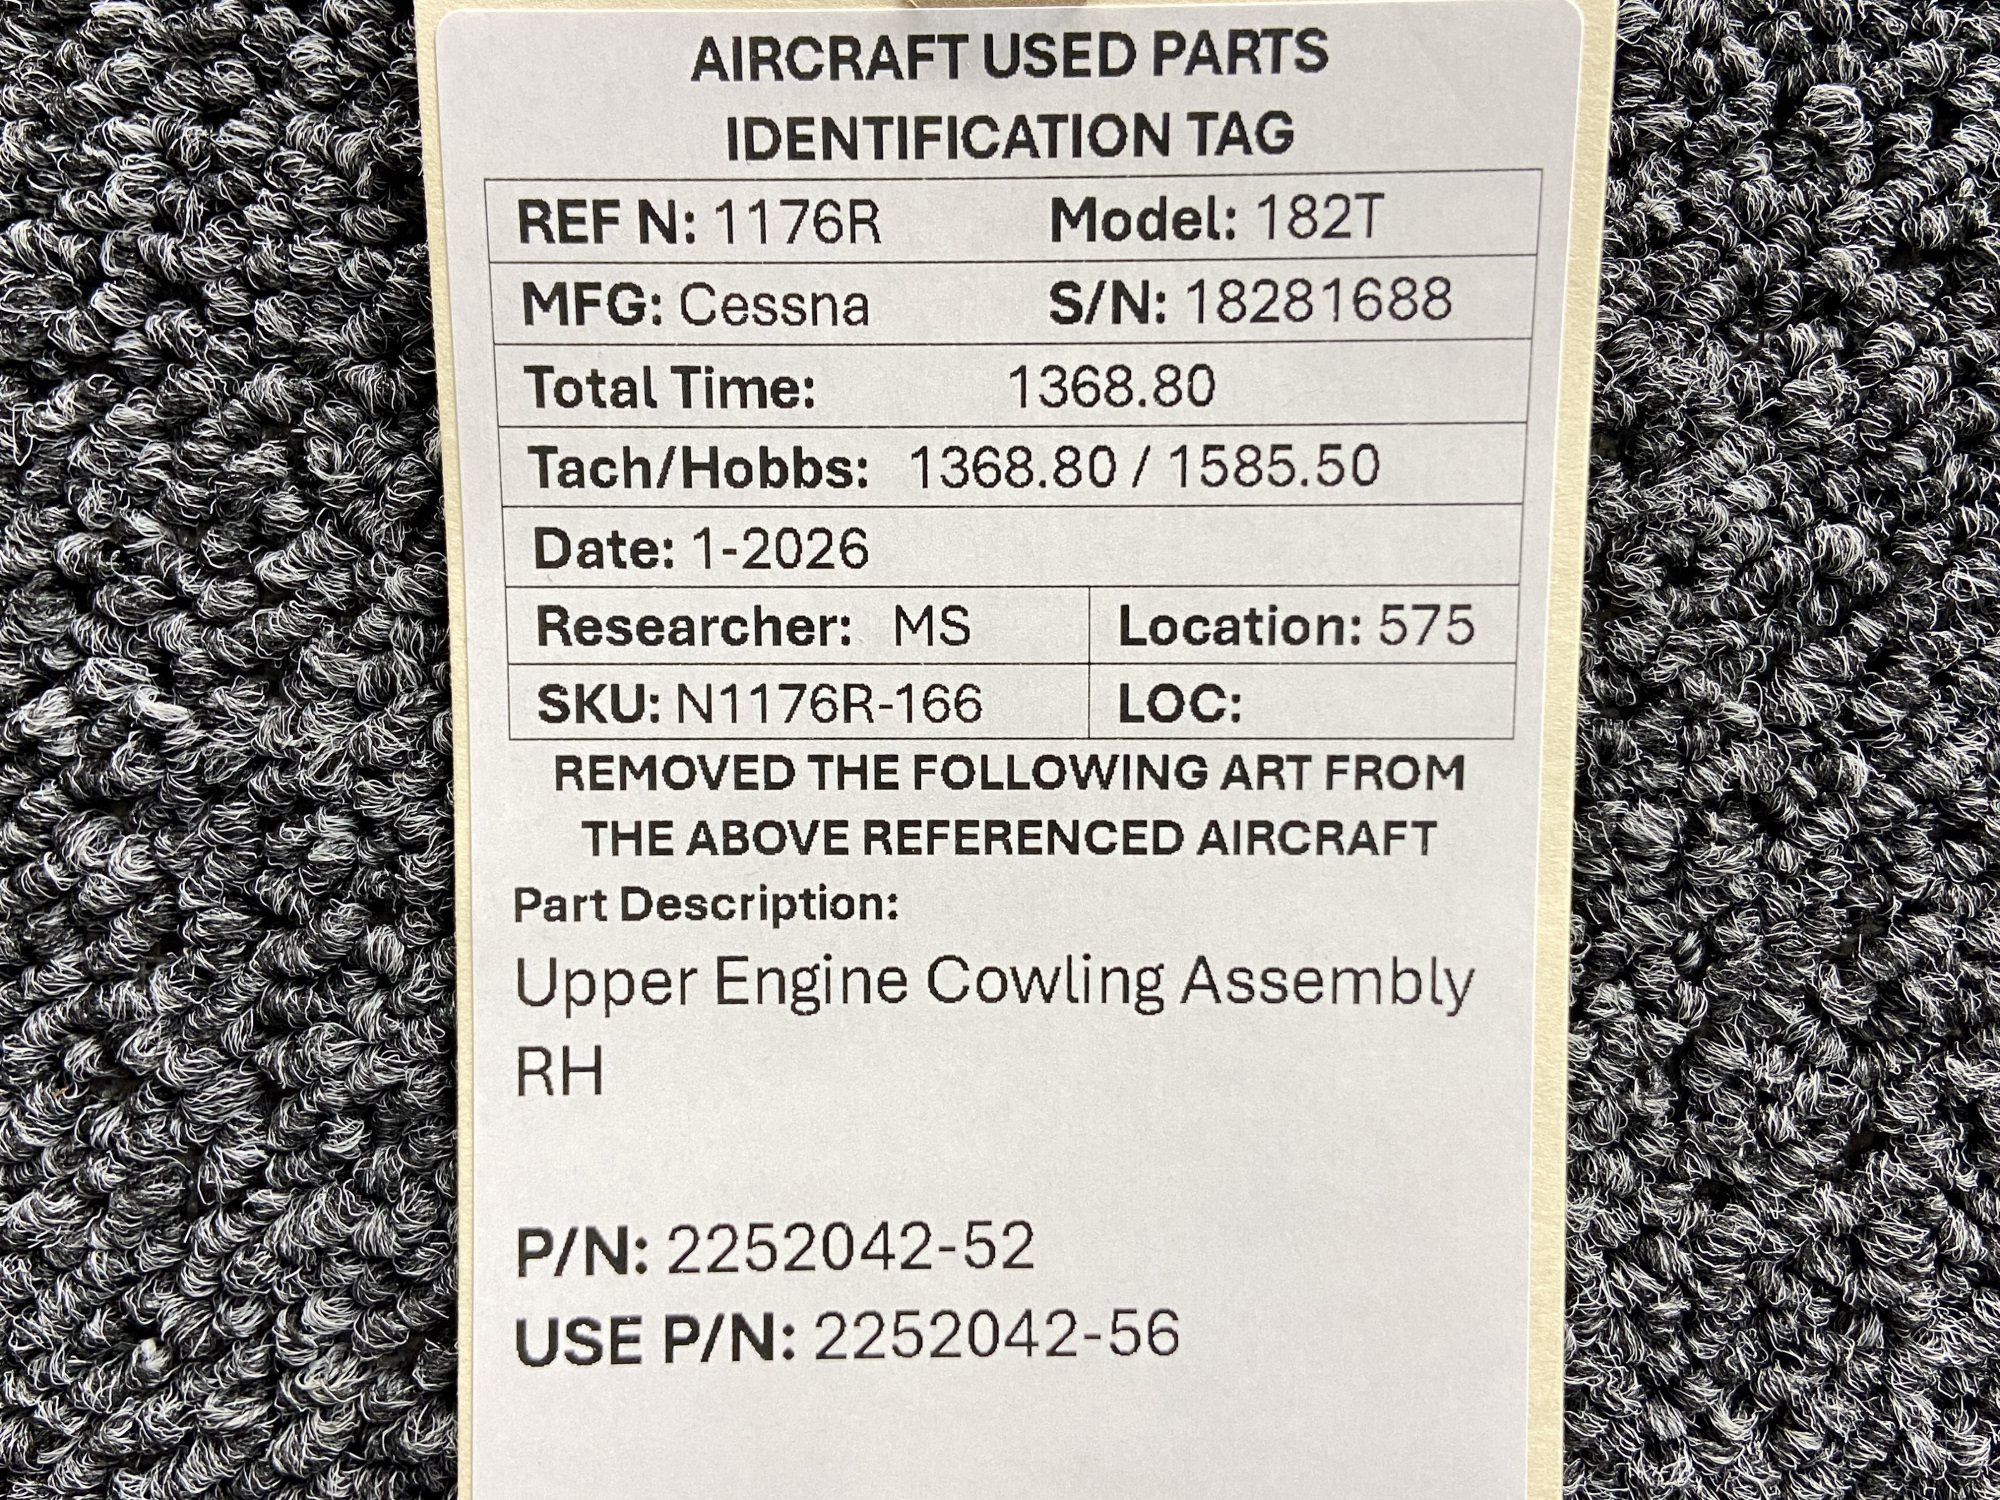 AIRCRAFT USED PARTS
IDENTIFICATION TAG
REF N: 1176R Model: 182T
MFG: Cessna S/N: 18281688
Total Time: 1368.80
Tach/Hobbs: 1368.80 / 1585.50
Date: 1-2026
Researcher: MS Location: 575
SKU: N1176R-166 LOC:
REMOVED THE FOLLOWING ART FROM
THE ABOVE REFERENCED AIRCRAFT
Part Description:
Upper Engine Cowling Assembly
RH
P/N: 2252042-52
USE P/N: 2252042-56